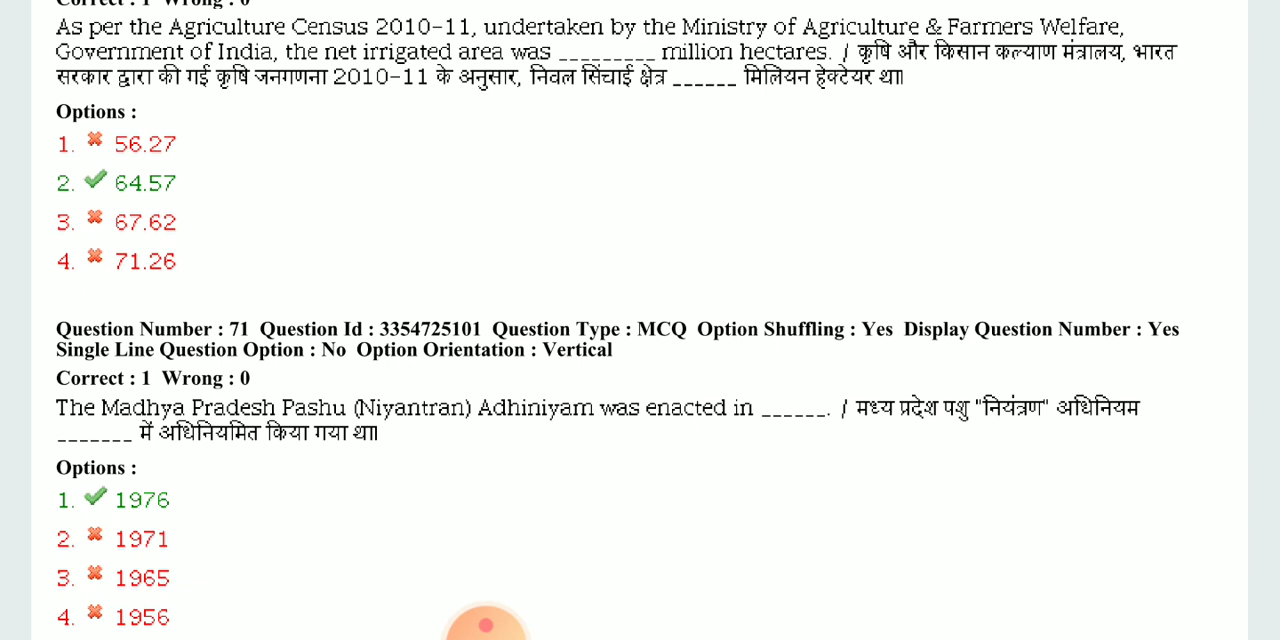 Correct : 1 Wrong : 0
As per the Agriculture Census 2010-11, undertaken by the Ministry of Agriculture & Farmers Welfare,
Government of India, the net irrigated area was _________ million hectares. / कृषि और किसान कल्याण मंत्रालय, भारत
सरकार द्वारा की गई कृषि जनगणना 2010-11 के अनुसार, निवल सिंचाई क्षेत्र ______ मिलियन हेक्टेयर था।
Options :
1. 56.27
2. 64.57
3. 67.62
4. 71.26
Question Number : 71 Question Id : 3354725101 Question Type : MCQ Option Shuffling : Yes Display Question Number : Yes
Single Line Question Option : No Option Orientation : Vertical
Correct : 1 Wrong : 0
The Madhya Pradesh Pashu (Niyantran) Adhiniyam was enacted in ______. / मध्य प्रदेश पशु "नियंत्रण" अधिनियम
_______ में अधिनियमित किया गया था।
Options :
1. 1976
2. 1971
3. 1965
4. 1956